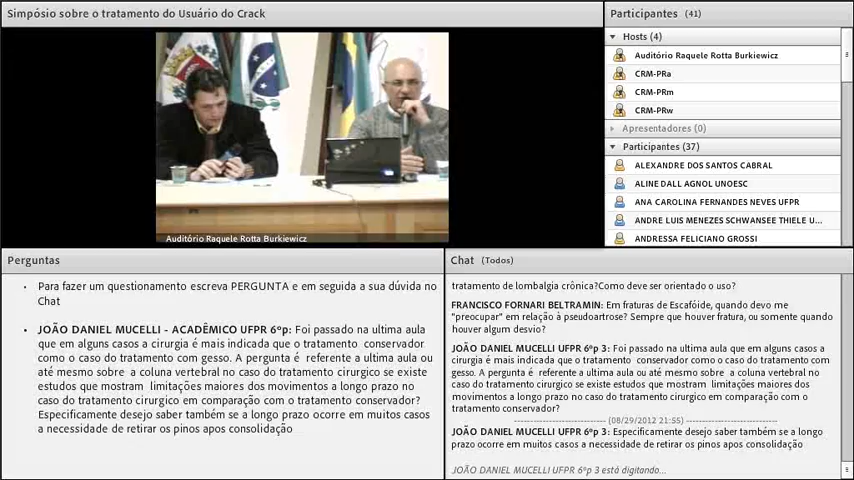 Simpósio sobre o tratamento do Usuário do Crack
Auditório Raquele Rotta Burkiewicz
Participantes (41)
Hosts (4)
Auditório Raquele Rotta Burkiewicz
CRM-PRa
CRM-PRm
CRM-PRw
Apresentadores (0)
Participantes (37)
ALEXANDRE DOS SANTOS CABRAL
ALINE DALL AGNOL UNOESC
ANA CAROLINA FERNANDES NEVES UFPR
ANDRE LUIS MENEZES SCHWANSEE THIELE U...
ANDRESSA FELICIANO GROSSI
Perguntas
• Para fazer um questionamento escreva PERGUNTA e em seguida a sua dúvida no
Chat
• JOÃO DANIEL MUCELLI - ACADÊMICO UFPR 6ºp: Foi passado na ultima aula
que em alguns casos a cirurgia é mais indicada que o tratamento conservador
como o caso do tratamento com gesso. A pergunta é referente a ultima aula ou
até mesmo sobre a coluna vertebral no caso do tratamento cirurgico se existe
estudos que mostram limitações maiores dos movimentos a longo prazo no
caso do tratamento cirurgico em comparação com o tratamento conservador?
Especificamente desejo saber também se a longo prazo ocorre em muitos casos
a necessidade de retirar os pinos apos consolidação
Chat (Todos)
tratamento de lombalgia crônica?Como deve ser orientado o uso?
FRANCISCO FORNARI BELTRAMIN: Em fraturas de Escafóide, quando devo me
"preocupar" em relação à pseudoartrose? Sempre que houver fratura, ou somente quando
houver algum desvio?
JOÃO DANIEL MUCELLI UFPR 6ºp 3: Foi passado na ultima aula que em alguns casos a
cirurgia é mais indicada que o tratamento conservador como o caso do tratamento com
gesso. A pergunta é referente a ultima aula ou até mesmo sobre a coluna vertebral no
caso do tratamento cirurgico se existe estudos que mostram limitações maiores dos
movimentos a longo prazo no caso do tratamento cirurgico em comparação com o
tratamento conservador?
------------------ (08/29/2012 21:55) ------------------
JOÃO DANIEL MUCELLI UFPR 6ºp 3: Especificamente desejo saber também se a longo
prazo ocorre em muitos casos a necessidade de retirar os pinos apos consolidação
JOÃO DANIEL MUCELLI UFPR 6ºp 3 está digitando...